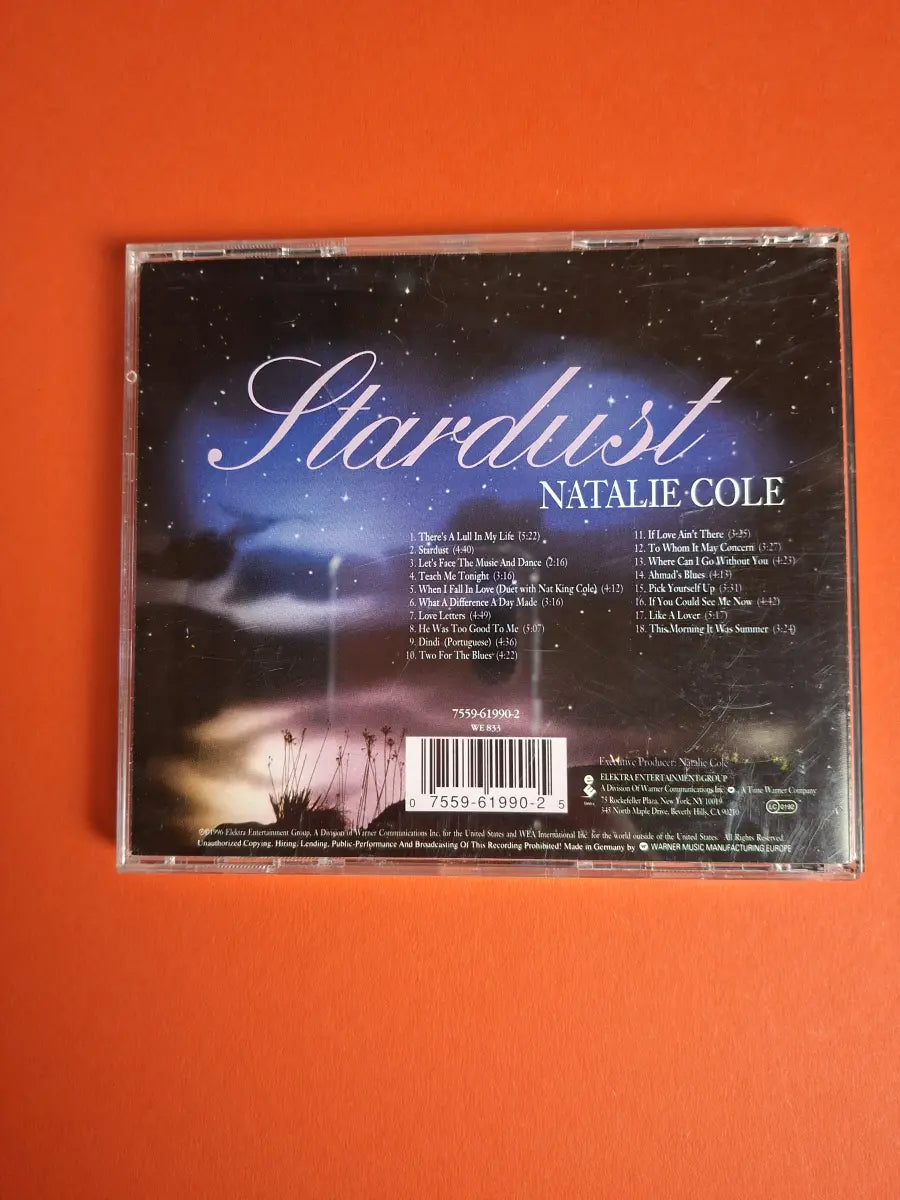 Stardust
NATALIE COLE
1. There's A Lull In My Life (5:22)
2. Stardust (4:40)
3. Let's Face The Music And Dance (2:16)
4. Teach Me Tonight (3:16)
5. When I Fall In Love (Duet with Nat King Cole) (4:12)
6. What A Difference A Day Made (3:16)
7. Love Letters (4:49)
8. He Was Too Good To Me (5:07)
9. Dindi (Portuguese) (4:36)
10. Two For The Blues (4:22)
11. If Love Ain't There (3:25)
12. To Whom It May Concern (3:27)
13. Where Can I Go Without You (4:23)
14. Ahmad's Blues (4:13)
15. Pick Yourself Up (3:31)
16. If You Could See Me Now (4:42)
17. Like A Lover (5:17)
18. This Morning It Was Summer (3:24)
7559-61990-2
WE 833
0 7559-61990-2 5
Executive Producer: Natalie Cole
ELEKTRA ENTERTAINMENT GROUP
A Division Of Warner Communications Inc. , A Time Warner Company
75 Rockefeller Plaza, New York, NY 10019
345 North Maple Drive, Beverly Hills, CA 90210
LC 0192
℗©1996 Elektra Entertainment Group, A Division of Warner Communications Inc. for the United States and WEA International Inc. for the world outside of the United States. All Rights Reserved.
Unauthorized Copying, Hiring, Lending, Public-Performance And Broadcasting Of This Recording Prohibited! Made in Germany by WARNER MUSIC MANUFACTURING EUROPE